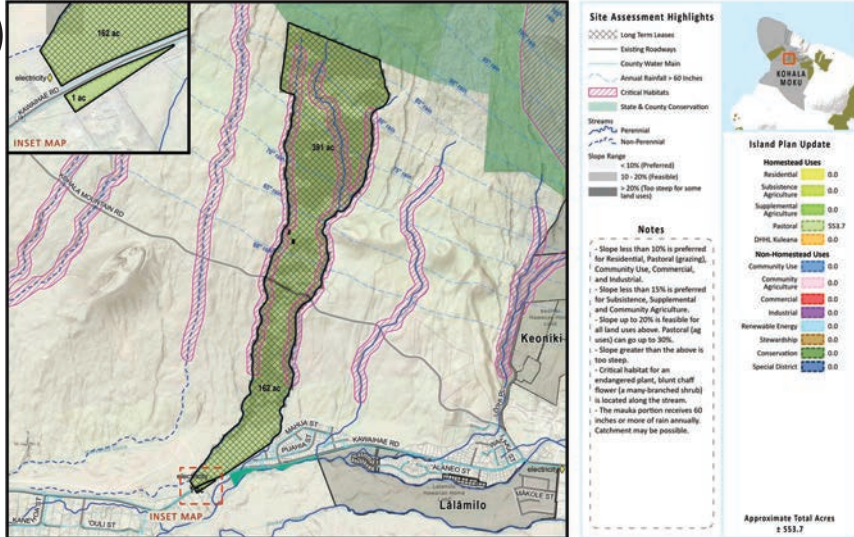 162 ac
electricity
KAWAIHAE RD
1 ac
INSET MAP
KOHALA MOUNTAIN RD
391 ac
162 ac
MAHUA ST
PUAHIA ST
KAWAIHAE RD
ALANEO ST
electricity
Keoniki
Lālāmilo
MAKOLE ST
electricity
INSET MAP
OULI ST
Site Assessment Highlights
Long Term Leases
Existing Roadways
County Water Main
Annual Rainfall > 60 Inches
Critical Habitats
State & County Conservation
Streams
Perennial
Non-Perennial
Slope Range
< 10% (Preferred)
10 - 20% (Feasible)
> 20% (Too steep for some
land uses)
Notes
- Slope less than 10% is preferred
for Residential, Pastoral (grazing),
Community Use, Commercial,
and Industrial.
- Slope less than 15% is preferred
for Subsistence, Supplemental
and Community Agriculture.
- Slope up to 20% is feasible for
all land uses above. Pastoral (ag
uses) can go up to 30%.
- Slope greater than the above is
too steep.
- Critical habitat for an
endangered plant, blunt chaff
flower (a many-branched shrub)
is located along the stream.
- The mauka portion receives 60
inches or more of rain annually.
Catchment may be possible.
KOHALA
MOKU
Island Plan Update
Homestead Uses
Residential 0.0
Subsistence
Agriculture 0.0
Supplemental
Agriculture 0.0
Pastoral 553.7
DHHL Kuleana 0.0
Non-Homestead Uses
Community Use 0.0
Community
Agriculture 0.0
Commercial 0.0
Industrial 0.0
Renewable Energy 0.0
Stewardship 0.0
Conservation 0.0
Special District 0.0
Approximate Total Acres
± 553.7